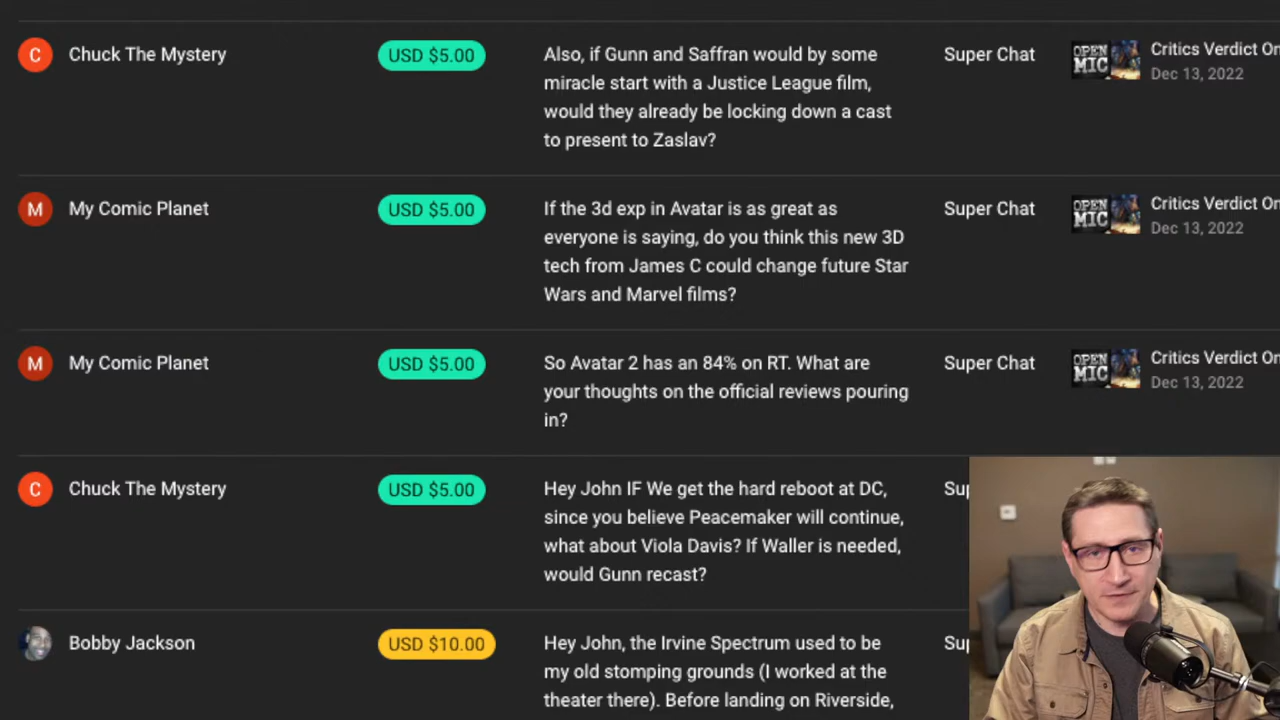 C Chuck The Mystery USD $5.00 Also, if Gunn and Saffran would by some Super Chat OPEN MIC Critics Verdict On
miracle start with a Justice League film, Dec 13, 2022
would they already be locking down a cast
to present to Zaslav?
M My Comic Planet USD $5.00 If the 3d exp in Avatar is as great as Super Chat OPEN MIC Critics Verdict On
everyone is saying, do you think this new 3D Dec 13, 2022
tech from James C could change future Star
Wars and Marvel films?
M My Comic Planet USD $5.00 So Avatar 2 has an 84% on RT. What are Super Chat OPEN MIC Critics Verdict On
your thoughts on the official reviews pouring Dec 13, 2022
in?
C Chuck The Mystery USD $5.00 Hey John IF We get the hard reboot at DC, Sup
since you believe Peacemaker will continue,
what about Viola Davis? If Waller is needed,
would Gunn recast?
Bobby Jackson USD $10.00 Hey John, the Irvine Spectrum used to be Sup
my old stomping grounds (I worked at the
theater there). Before landing on Riverside,